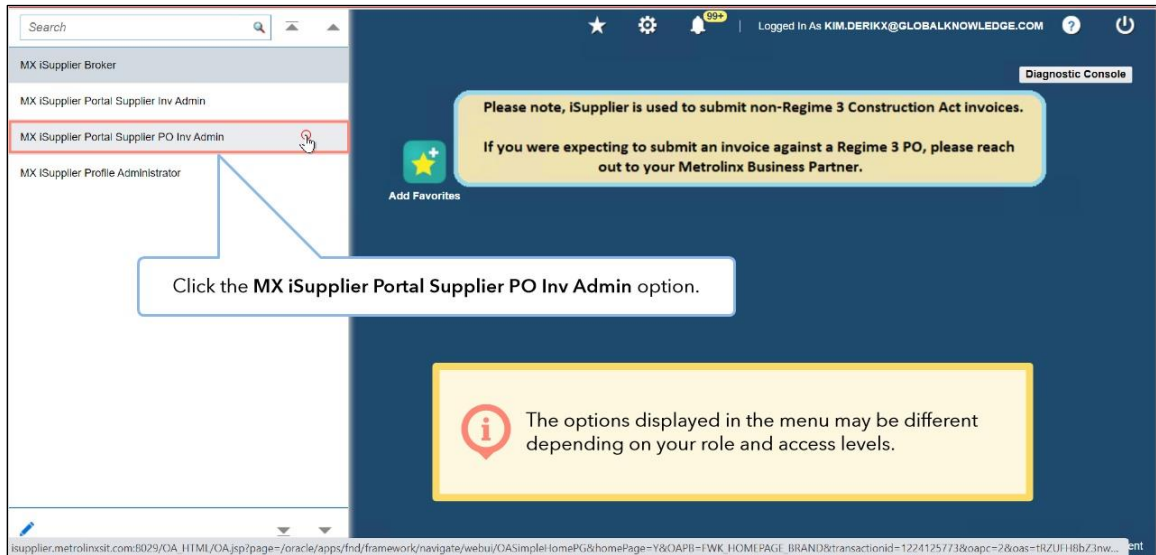 Search
99+
Logged In As KIM.DERIKX@GLOBALKNOWLEDGE.COM
?
MX iSupplier Broker
Diagnostic Console
MX iSupplier Portal Supplier Inv Admin
MX iSupplier Portal Supplier PO Inv Admin
MX iSupplier Profile Administrator
Please note, iSupplier is used to submit non-Regime 3 Construction Act invoices.
If you were expecting to submit an invoice against a Regime 3 PO, please reach
out to your Metrolinx Business Partner.
Add Favorites
Click the MX iSupplier Portal Supplier PO Inv Admin option.
i
The options displayed in the menu may be different
depending on your role and access levels.
isupplier.metrolinxsit.com:8029/OA_HTML/OA.jsp?page=/oracle/apps/fnd/framework/navigate/webui/OASimpleHomePG&homePage=Y&OAPB=FWK_HOMEPAGE_BRAND&transactionid=1224125773&oapc=2&oas=tRZUFH8bZ3nw...
ent